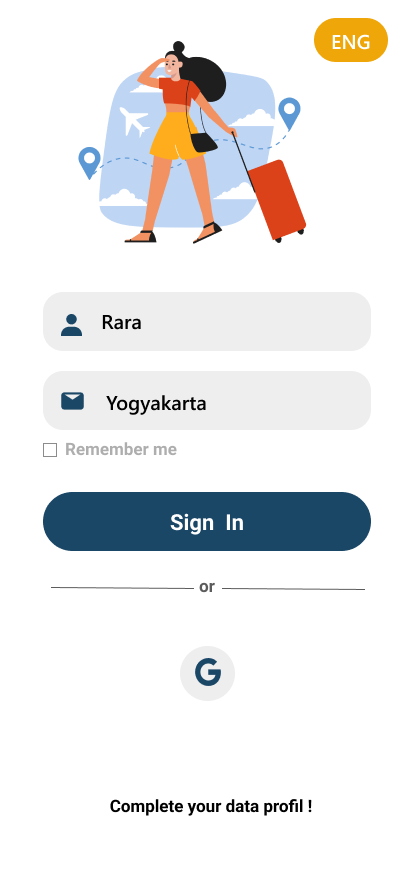 ENG
Rara
Yogyakarta
Remember me
Sign In
or
G
Complete your data profil !